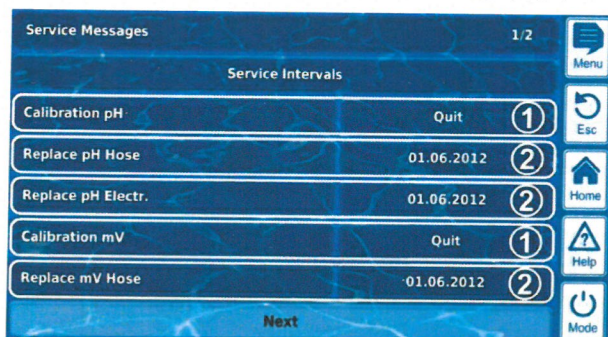 Service Messages 1/2
Service Intervals
Calibration pH Quit 1
Replace pH Hose 01.06.2012 2
Replace pH Electr. 01.06.2012 2
Calibration mV Quit 1
Replace mV Hose 01.06.2012 2
Next
Menu
Esc
Home
? Help
Mode